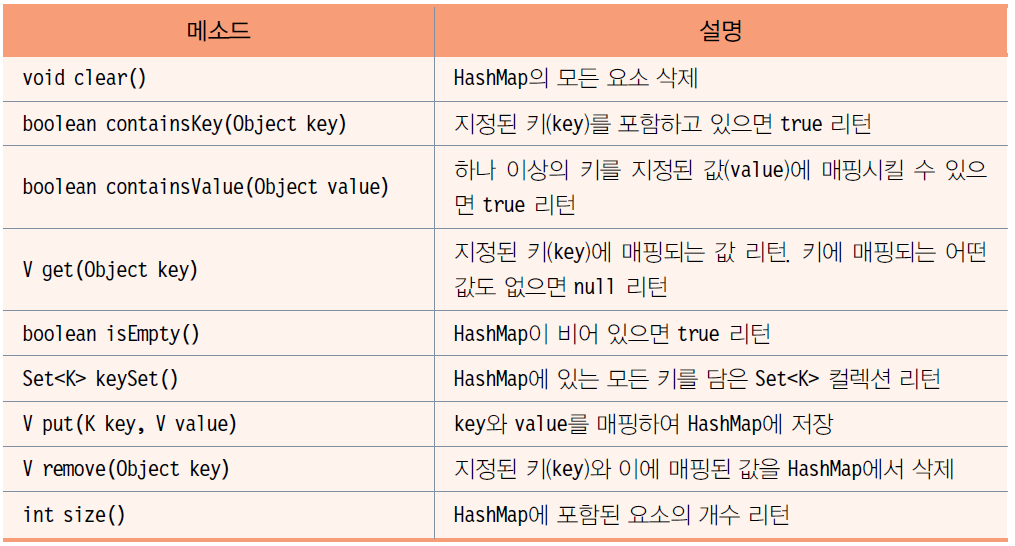 메소드 설명
void clear() HashMap의 모든 요소 삭제
boolean containsKey(Object key) 지정된 키(key)를 포함하고 있으면 true 리턴
boolean containsValue(Object value) 하나 이상의 키를 지정된 값(value)에 매핑시킬 수 있으
면 true 리턴
V get(Object key) 지정된 키(key)에 매핑되는 값 리턴. 키에 매핑되는 어떤
값도 없으면 null 리턴
boolean isEmpty() HashMap이 비어 있으면 true 리턴
Set<K> keySet() HashMap에 있는 모든 키를 담은 Set<K> 컬렉션 리턴
V put(K key, V value) key와 value를 매핑하여 HashMap에 저장
V remove(Object key) 지정된 키(key)와 이에 매핑된 값을 HashMap에서 삭제
int size() HashMap에 포함된 요소의 개수 리턴